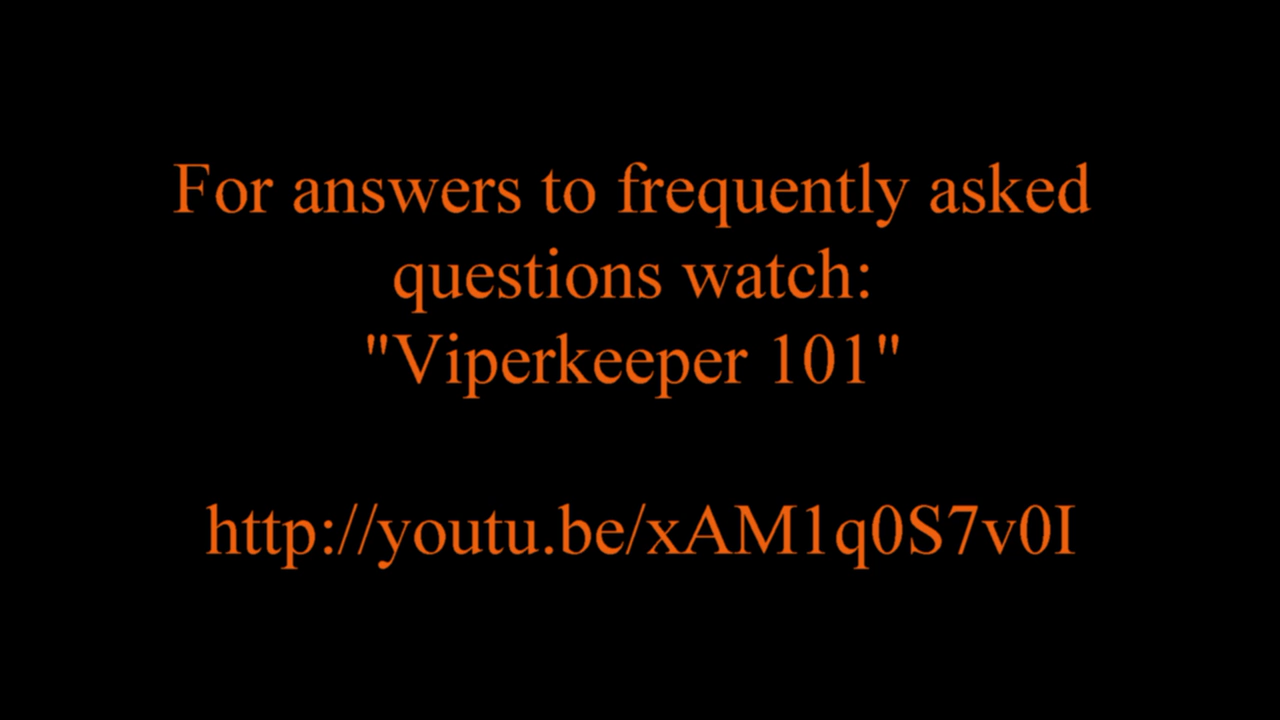 For answers to frequently asked
questions watch:
"Viperkeeper 101"
http://youtu.be/xAM1q0S7v0I